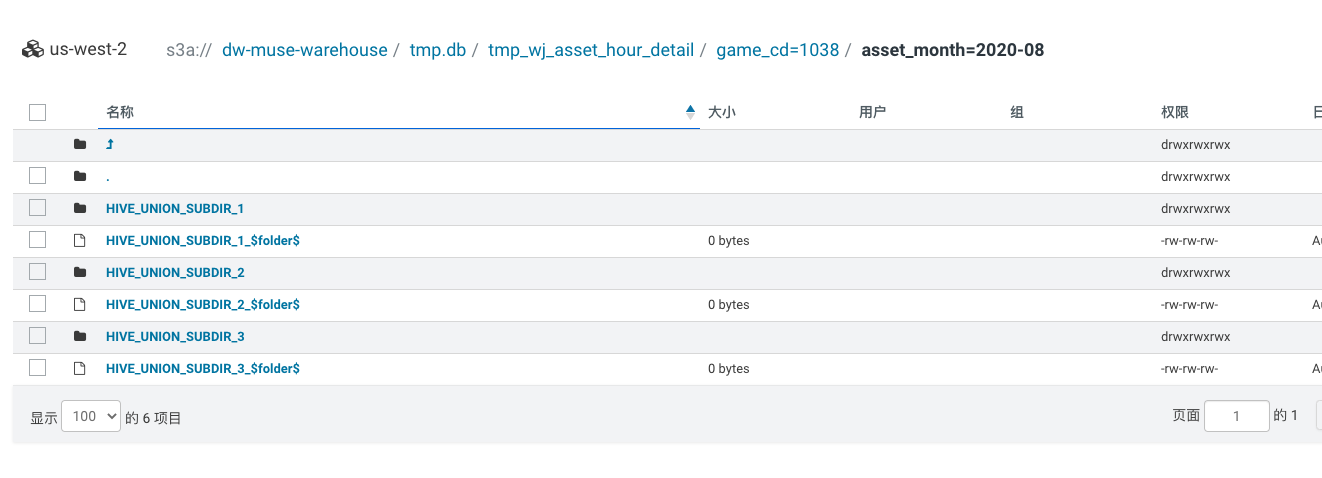 us-west-2 s3a:// dw-muse-warehouse / tmp.db / tmp_wj_asset_hour_detail / game_cd=1038 / asset_month=2020-08
名称 大小 用户 组 权限
drwxrwxrwx
. drwxrwxrwx
HIVE_UNION_SUBDIR_1 drwxrwxrwx
HIVE_UNION_SUBDIR_1_$folder$ 0 bytes -rw-rw-rw-
HIVE_UNION_SUBDIR_2 drwxrwxrwx
HIVE_UNION_SUBDIR_2_$folder$ 0 bytes -rw-rw-rw-
HIVE_UNION_SUBDIR_3 drwxrwxrwx
HIVE_UNION_SUBDIR_3_$folder$ 0 bytes -rw-rw-rw-
显示 100 的 6 项目 页面 1 的 1